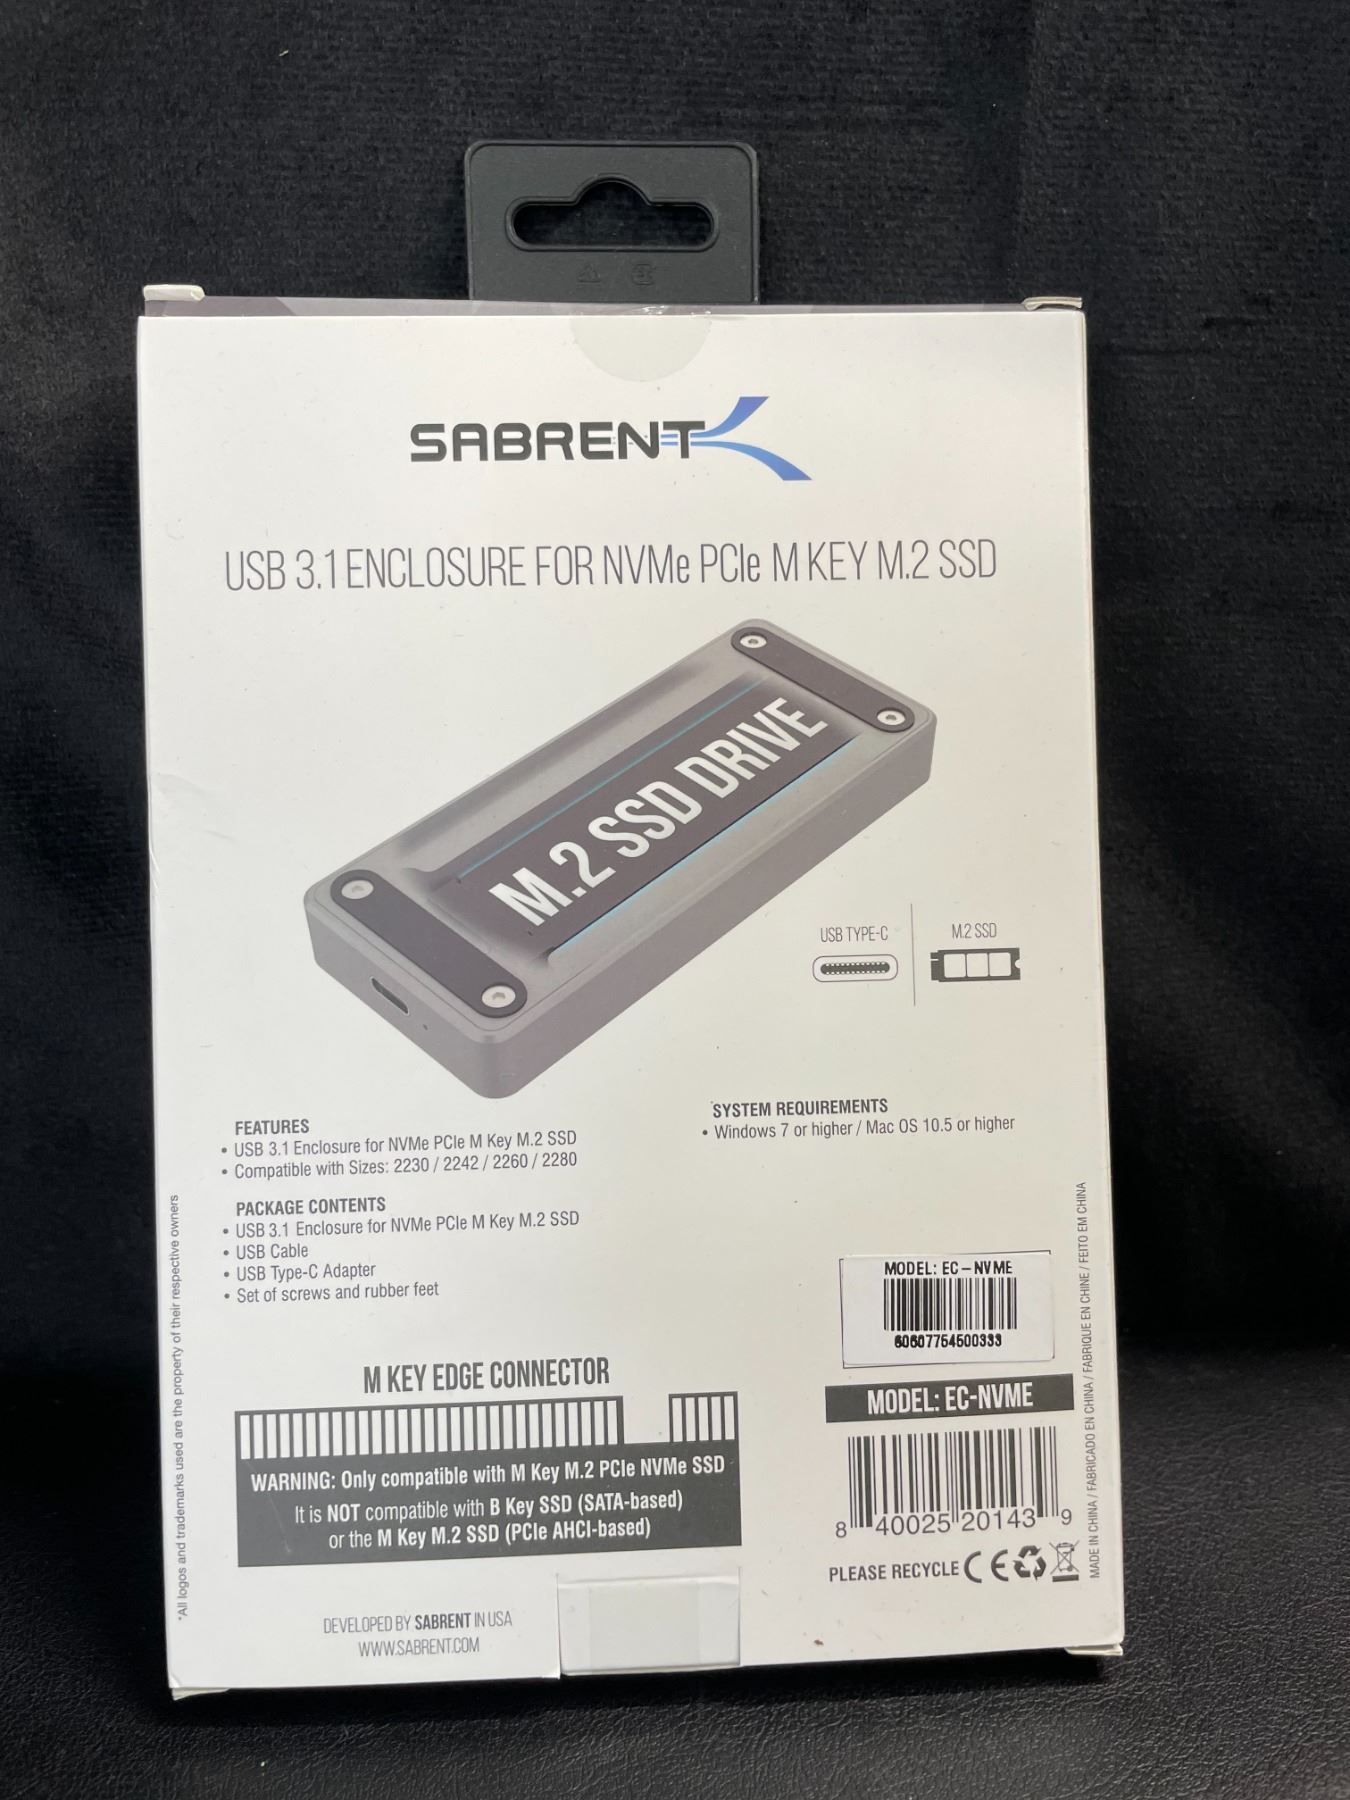 SABRENT
USB 3.1 ENCLOSURE FOR NVMe PCIe M KEY M.2 SSD
M.2 SSD DRIVE
USB TYPE-C
M.2 SSD
FEATURES
• USB 3.1 Enclosure for NVMe PCIe M Key M.2 SSD
• Compatible with Sizes: 2230 / 2242 / 2260 / 2280
SYSTEM REQUIREMENTS
• Windows 7 or higher / Mac OS 10.5 or higher
PACKAGE CONTENTS
• USB 3.1 Enclosure for NVMe PCIe M Key M.2 SSD
• USB Cable
• USB Type-C Adapter
• Set of screws and rubber feet
MODEL: EC-NVME
60607754500333
M KEY EDGE CONNECTOR
WARNING: Only compatible with M Key M.2 PCIe NVMe SSD
It is NOT compatible with B Key SSD (SATA-based)
or the M Key M.2 SSD (PCIe AHCI-based)
MODEL: EC-NVME
8 40025 20143 9
PLEASE RECYCLE CE
DEVELOPED BY SABRENT IN USA
WWW.SABRENT.COM
*All logos and trademarks used are the property of their respective owners
MADE IN CHINA / FABRICADO EN CHINA / FABRIQUE EN CHINE / FEITO EM CHINA